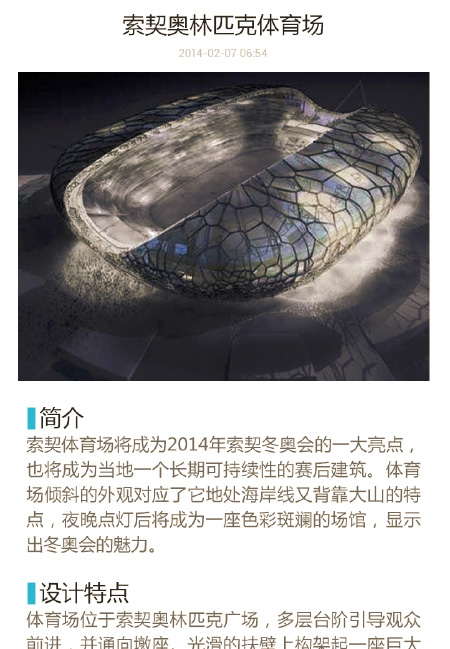 索契奥林匹克体育场
2014-02-07 06:54
简介
索契体育场将成为2014年索契冬奥会的一大亮点，
也将成为当地一个长期可持续性的赛后建筑。体育
场倾斜的外观对应了它地处海岸线又背靠大山的特
点，夜晚点灯后将成为一座色彩斑斓的场馆，显示
出冬奥会的魅力。
设计特点
体育场位于索契奥林匹克广场，多层台阶引导观众
前进，并通向墩座。光滑的扶壁上构架起一座巨大